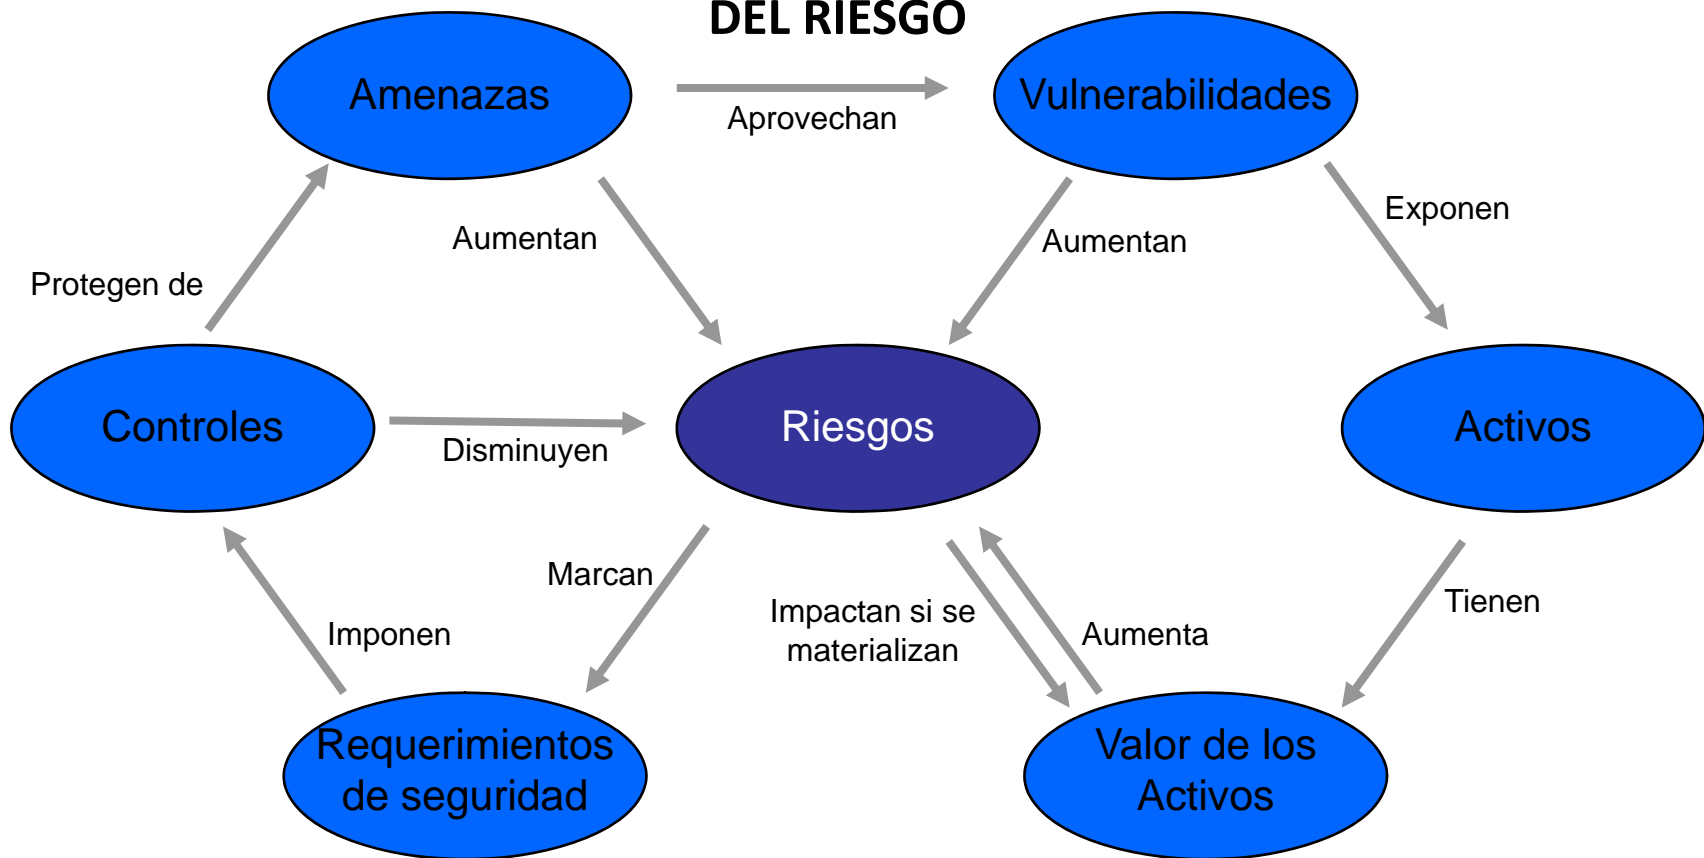 DEL RIESGO
Amenazas
Vulnerabilidades
Aprovechan
Exponen
Aumentan
Aumentan
Protegen de
Controles
Riesgos
Activos
Disminuyen
Marcan
Impactan si se
materializan
Tienen
Imponen
Aumenta
Requerimientos
de seguridad
Valor de los
Activos